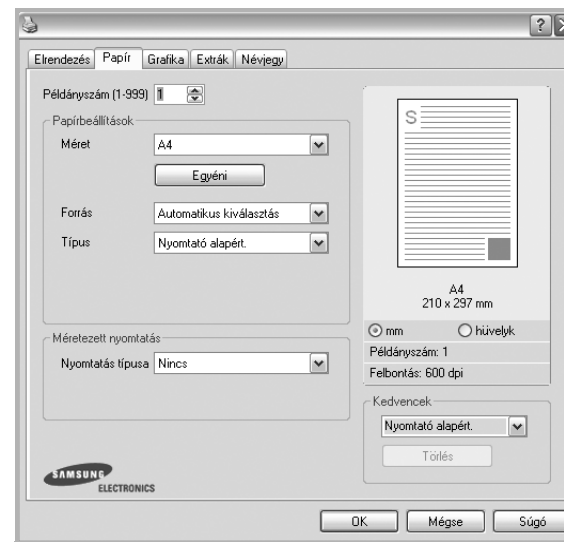 Elrendezés Papír Grafika Extrák Névjegy
Példányszám (1-999) 1
Papírbeállítások
Méret A4
Egyéni
Forrás Automatikus kiválasztás
Típus Nyomtató alapért.
Méretezett nyomtatás
Nyomtatás típusa Nincs
SAMSUNG
ELECTRONICS
S
A4
210 x 297 mm
mm hüvelyk
Példányszám: 1
Felbontás: 600 dpi
Kedvencek
Nyomtató alapért.
Törlés
OK Mégse Súgó